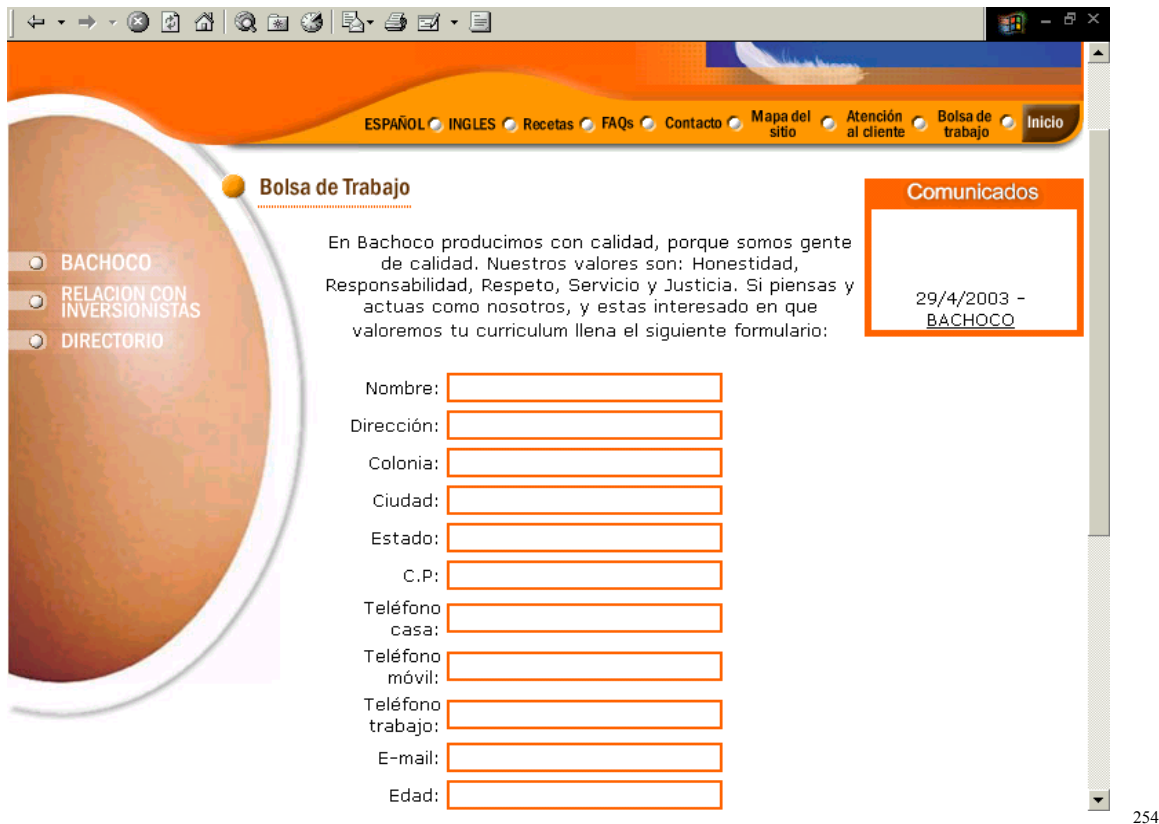 ESPAÑOL INGLES Recetas FAQs Contacto Mapa del sitio Atención al cliente Bolsa de trabajo Inicio
Bolsa de Trabajo
Comunicados
En Bachoco producimos con calidad, porque somos gente
de calidad. Nuestros valores son: Honestidad,
Responsabilidad, Respeto, Servicio y Justicia. Si piensas y
actuas como nosotros, y estas interesado en que
valoremos tu curriculum llena el siguiente formulario:
29/4/2003 -
BACHOCO
BACHOCO
RELACION CON
INVERSIONISTAS
DIRECTORIO
Nombre:
Dirección:
Colonia:
Ciudad:
Estado:
C.P:
Teléfono
casa:
Teléfono
móvil:
Teléfono
trabajo:
E-mail:
Edad:
254